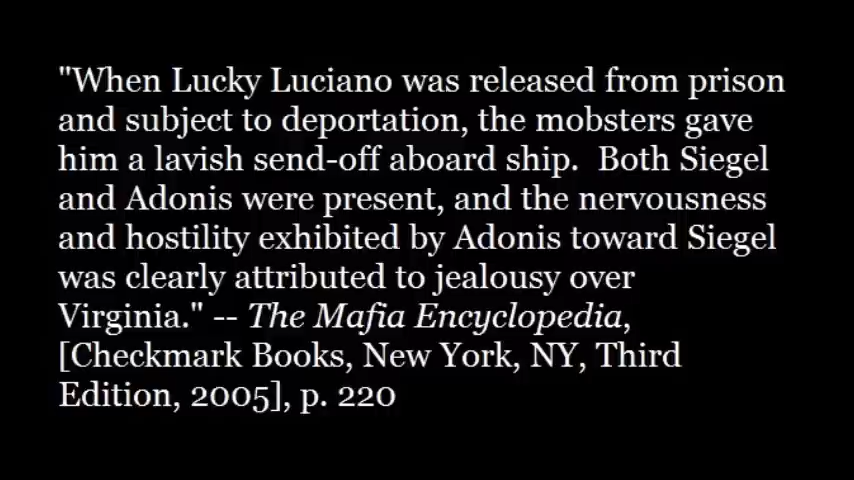 "When Lucky Luciano was released from prison
and subject to deportation, the mobsters gave
him a lavish send-off aboard ship.  Both Siegel
and Adonis were present, and the nervousness
and hostility exhibited by Adonis toward Siegel
was clearly attributed to jealousy over
Virginia." -- The Mafia Encyclopedia,
[Checkmark Books, New York, NY, Third
Edition, 2005], p. 220